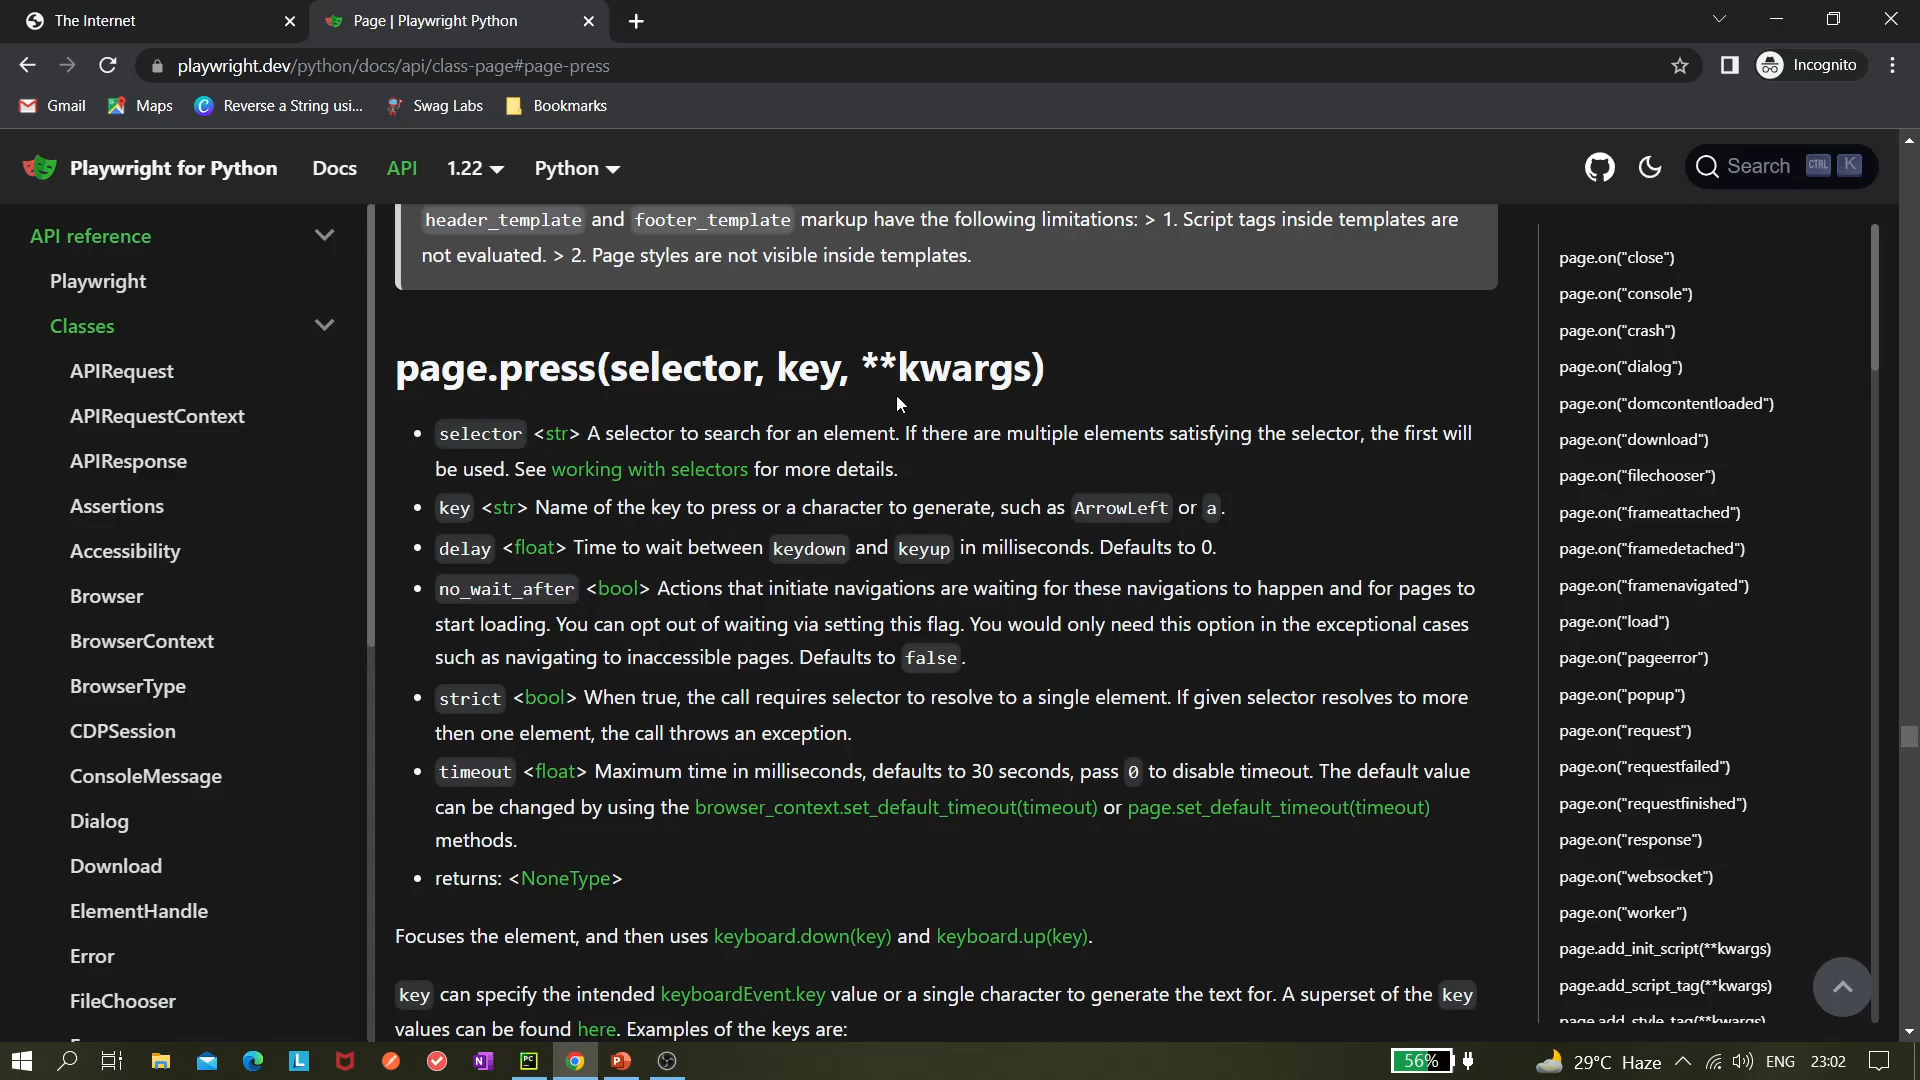 The Internet
Page | Playwright Python
playwright.dev/python/docs/api/class-page#page-press
Incognito
Gmail
Maps
Reverse a String usi...
Swag Labs
Bookmarks
Playwright for Python
Docs
API
1.22
Python
Search
CTRL
K
API reference
Playwright
Classes
APIRequest
APIRequestContext
APIResponse
Assertions
Accessibility
Browser
BrowserContext
BrowserType
CDPSession
ConsoleMessage
Dialog
Download
ElementHandle
Error
FileChooser
header_template and footer_template markup have the following limitations: > 1. Script tags inside templates are
not evaluated. > 2. Page styles are not visible inside templates.
page.press(selector, key, **kwargs)
• selector <str> A selector to search for an element. If there are multiple elements satisfying the selector, the first will
be used. See working with selectors for more details.
• key <str> Name of the key to press or a character to generate, such as ArrowLeft or a.
• delay <float> Time to wait between keydown and keyup in milliseconds. Defaults to 0.
• no_wait_after <bool> Actions that initiate navigations are waiting for these navigations to happen and for pages to
start loading. You can opt out of waiting via setting this flag. You would only need this option in the exceptional cases
such as navigating to inaccessible pages. Defaults to false.
• strict <bool> When true, the call requires selector to resolve to a single element. If given selector resolves to more
then one element, the call throws an exception.
• timeout <float> Maximum time in milliseconds, defaults to 30 seconds, pass 0 to disable timeout. The default value
can be changed by using the browser_context.set_default_timeout(timeout) or page.set_default_timeout(timeout)
methods.
• returns: <NoneType>
Focuses the element, and then uses keyboard.down(key) and keyboard.up(key).
key can specify the intended keyboardEvent.key value or a single character to generate the text for. A superset of the key
values can be found here. Examples of the keys are:
page.on("close")
page.on("console")
page.on("crash")
page.on("dialog")
page.on("domcontentloaded")
page.on("download")
page.on("filechooser")
page.on("frameattached")
page.on("framedetached")
page.on("framenavigated")
page.on("load")
page.on("pageerror")
page.on("popup")
page.on("request")
page.on("requestfailed")
page.on("requestfinished")
page.on("response")
page.on("websocket")
page.on("worker")
page.add_init_script(**kwargs)
page.add_script_tag(**kwargs)
page.add_style_tag(**kwargs)
56%
29°C Haze
ENG
23:02